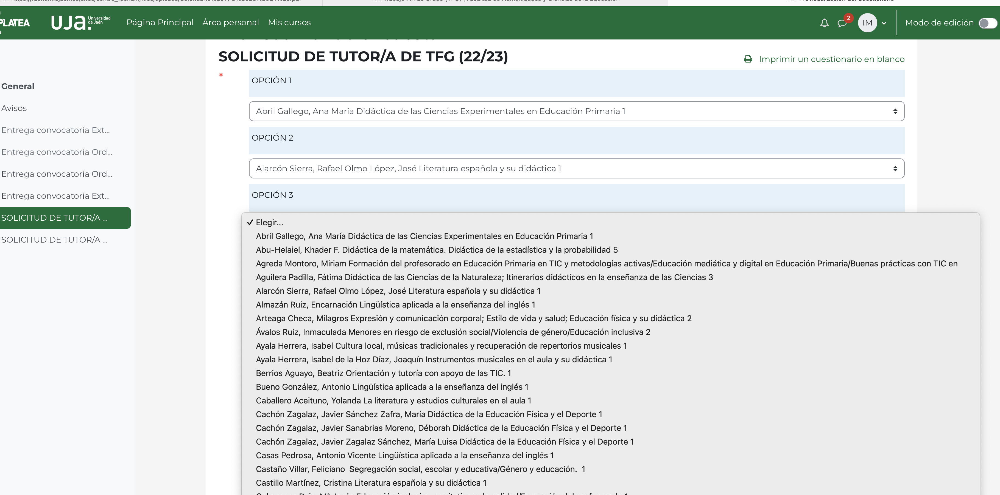 PLATEA
uja. Universidad de Jaén
Página Principal Área personal Mis cursos
2
IM
Modo de edición
SOLICITUD DE TUTOR/A DE TFG (22/23)
Imprimir un cuestionario en blanco
General
Avisos
Entrega convocatoria Ext...
Entrega convocatoria Ord...
Entrega convocatoria Ord...
Entrega convocatoria Ext...
SOLICITUD DE TUTOR/A ...
SOLICITUD DE TUTOR/A ...
*
OPCIÓN 1
Abril Gallego, Ana María Didáctica de las Ciencias Experimentales en Educación Primaria 1
OPCIÓN 2
Alarcón Sierra, Rafael Olmo López, José Literatura española y su didáctica 1
OPCIÓN 3
✓ Elegir...
Abril Gallego, Ana María Didáctica de las Ciencias Experimentales en Educación Primaria 1
Abu-Helaiel, Khader F. Didáctica de la matemática. Didáctica de la estadística y la probabilidad 5
Agreda Montoro, Miriam Formación del profesorado en Educación Primaria en TIC y metodologías activas/Educación mediática y digital en Educación Primaria/Buenas prácticas con TIC en
Aguilera Padilla, Fátima Didáctica de las Ciencias de la Naturaleza; Itinerarios didácticos en la enseñanza de las Ciencias 3
Alarcón Sierra, Rafael Olmo López, José Literatura española y su didáctica 1
Almazán Ruiz, Encarnación Lingüística aplicada a la enseñanza del inglés 1
Arteaga Checa, Milagros Expresión y comunicación corporal; Estilo de vida y salud; Educación física y su didáctica 2
Ávalos Ruiz, Inmaculada Menores en riesgo de exclusión social/Violencia de género/Educación inclusiva 2
Ayala Herrera, Isabel Cultura local, músicas tradicionales y recuperación de repertorios musicales 1
Ayala Herrera, Isabel de la Hoz Díaz, Joaquín Instrumentos musicales en el aula y su didáctica 1
Berrios Aguayo, Beatriz Orientación y tutoría con apoyo de las TIC. 1
Bueno González, Antonio Lingüística aplicada a la enseñanza del inglés 1
Caballero Aceituno, Yolanda La literatura y estudios culturales en el aula 1
Cachón Zagalaz, Javier Sánchez Zafra, María Didáctica de la Educación Física y el Deporte 1
Cachón Zagalaz, Javier Sanabrias Moreno, Déborah Didáctica de la Educación Física y el Deporte 1
Cachón Zagalaz, Javier Zagalaz Sánchez, María Luisa Didáctica de la Educación Física y el Deporte 1
Casas Pedrosa, Antonio Vicente Lingüística aplicada a la enseñanza del inglés 1
Castaño Villar, Feliciano  Segregación social, escolar y educativa/Género y educación.  1
Castillo Martínez, Cristina Literatura española y su didáctica 1